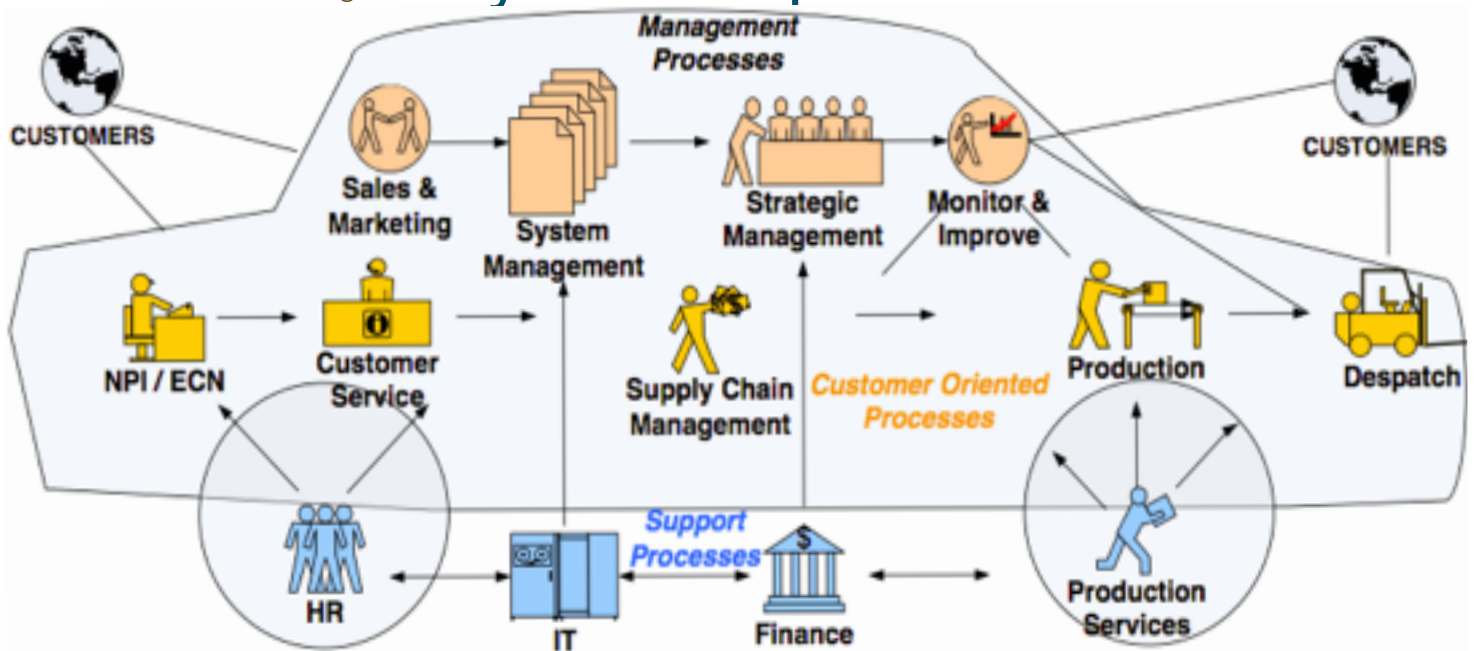 Management
Processes
CUSTOMERS
CUSTOMERS
Sales &
Marketing
System
Management
Strategic
Management
Monitor &
Improve
NPI / ECN
Customer
Service
Supply Chain
Management
Customer Oriented
Processes
Production
Despatch
Support
Processes
$
HR
IT
Finance
Production
Services